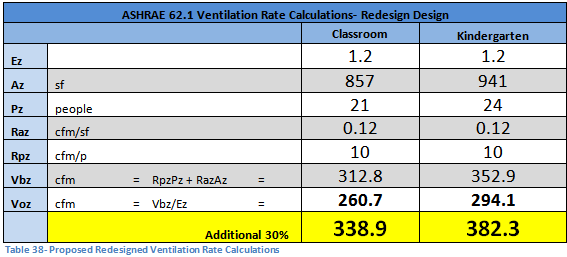 ASHRAE 62.1 Ventilation Rate Calculations- Redesign Design
Classroom Kindergarten
Ez 1.2 1.2
Az sf 857 941
Pz people 21 24
Raz cfm/sf 0.12 0.12
Rpz cfm/p 10 10
Vbz cfm = RpzPz + RazAz = 312.8 352.9
Voz cfm = Vbz/Ez = 260.7 294.1
Additional 30% 338.9 382.3
Table 38- Proposed Redesigned Ventilation Rate Calculations